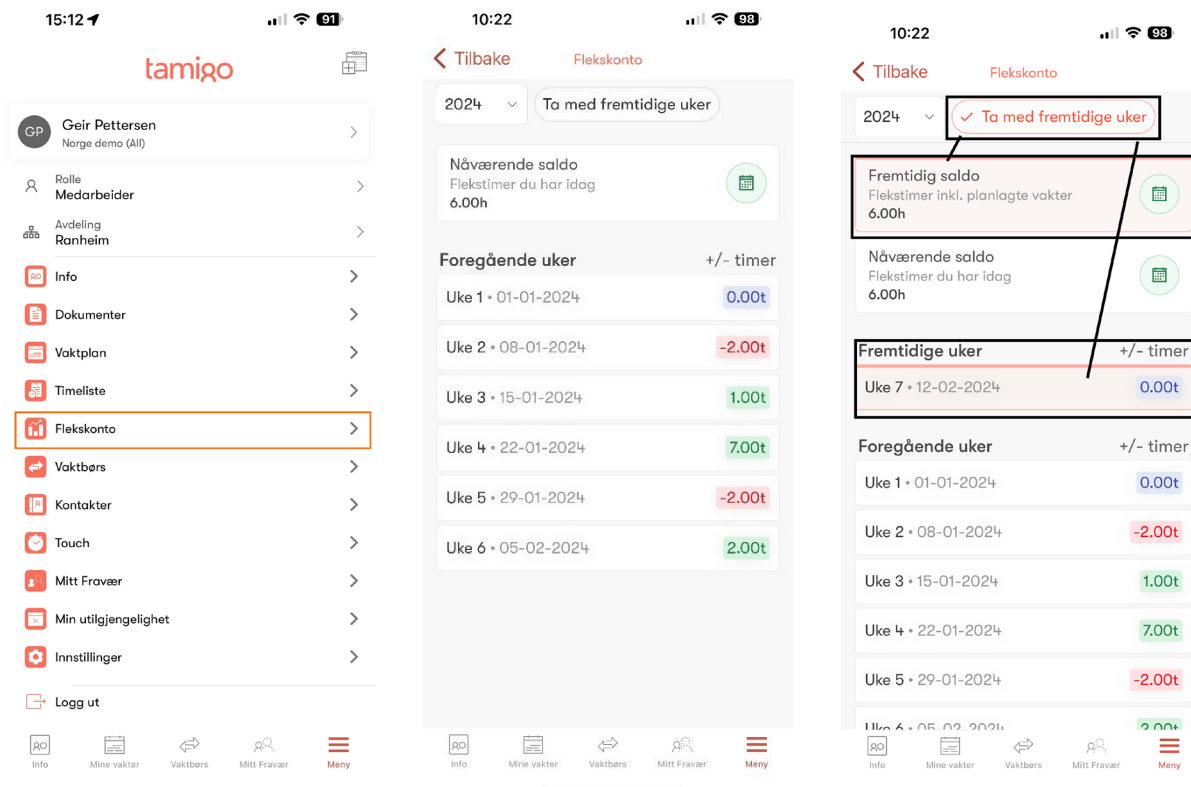 15:12
91
tamigo
GP
Geir Pettersen
Norge demo (All)
Rolle
Medarbeider
Avdeling
Ranheim
Info
Dokumenter
Vaktplan
Timeliste
Flekskonto
Vaktbørs
Kontakter
Touch
Mitt Fravær
Min utilgjengelighet
Innstillinger
Logg ut
Info Mine vakter Vaktbørs Mitt Fravær Meny
10:22
98
Tilbake Flekskonto
2024 Ta med fremtidige uker
Nåværende saldo
Flekstimer du har idag
6.00h
Foregående uker +/- timer
Uke 1 • 01-01-2024 0.00t
Uke 2 • 08-01-2024 -2.00t
Uke 3 • 15-01-2024 1.00t
Uke 4 • 22-01-2024 7.00t
Uke 5 • 29-01-2024 -2.00t
Uke 6 • 05-02-2024 2.00t
Info Mine vakter Vaktbørs Mitt Fravær Meny
10:22
98
Tilbake Flekskonto
2024 Ta med fremtidige uker
Fremtidig saldo
Flekstimer inkl. planlagte vakter
6.00h
Nåværende saldo
Flekstimer du har idag
6.00h
Fremtidige uker +/- timer
Uke 7 • 12-02-2024 0.00t
Foregående uker +/- timer
Uke 1 • 01-01-2024 0.00t
Uke 2 • 08-01-2024 -2.00t
Uke 3 • 15-01-2024 1.00t
Uke 4 • 22-01-2024 7.00t
Uke 5 • 29-01-2024 -2.00t
Uke 6 • 05-02-2024 2.00t
Info Mine vakter Vaktbørs Mitt Fravær Meny